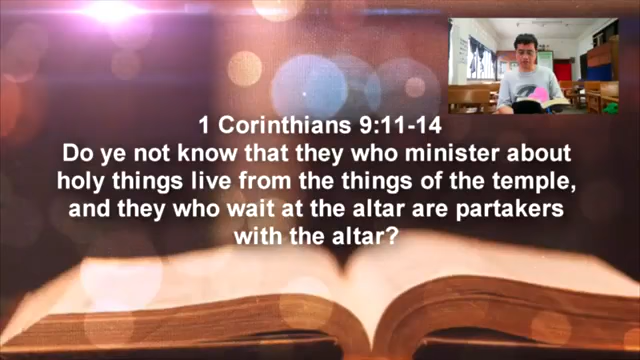 1 Corinthians 9:11-14
Do ye not know that they who minister about
holy things live from the things of the temple,
and they who wait at the altar are partakers
with the altar?